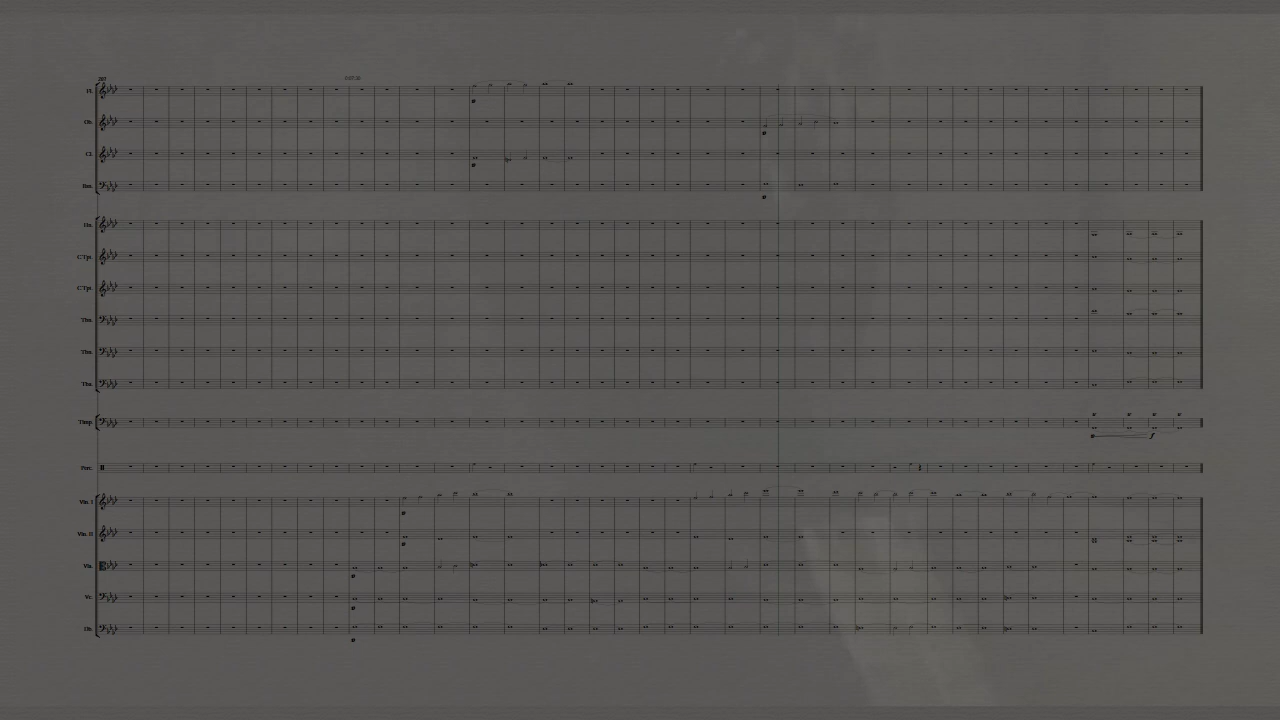 Fl.
Ob.
Cl.
Bsn.
Hn.
C Tpt.
C Tpt.
Tbn.
Tbn.
Tba.
Timp
Perc.
Vln. I
Vln. II
Vla.
Vc.
Db.